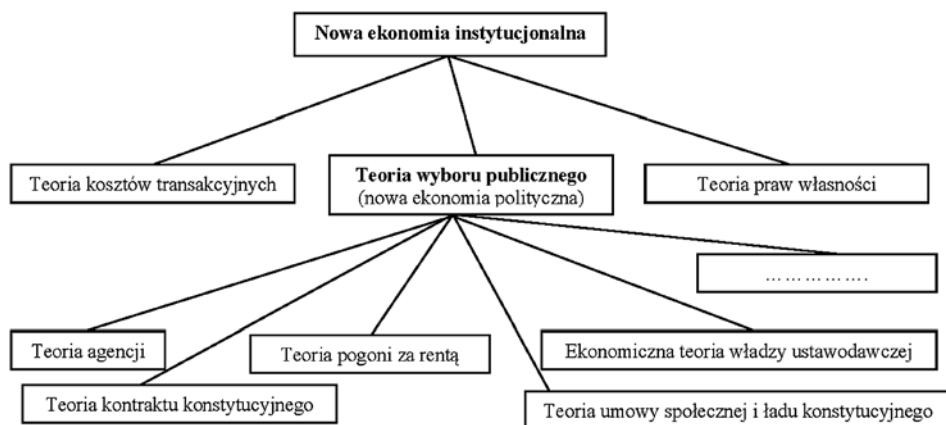 Nowa ekonomia instytucjonalna
Teoria kosztów transakcyjnych
Teoria wyboru publicznego
(nowa ekonomia polityczna)
Teoria praw własności
…………….
Teoria agencji
Teoria pogoni za rentą
Ekonomiczna teoria władzy ustawodawczej
Teoria kontraktu konstytucyjnego
Teoria umowy społecznej i ładu konstytucyjnego